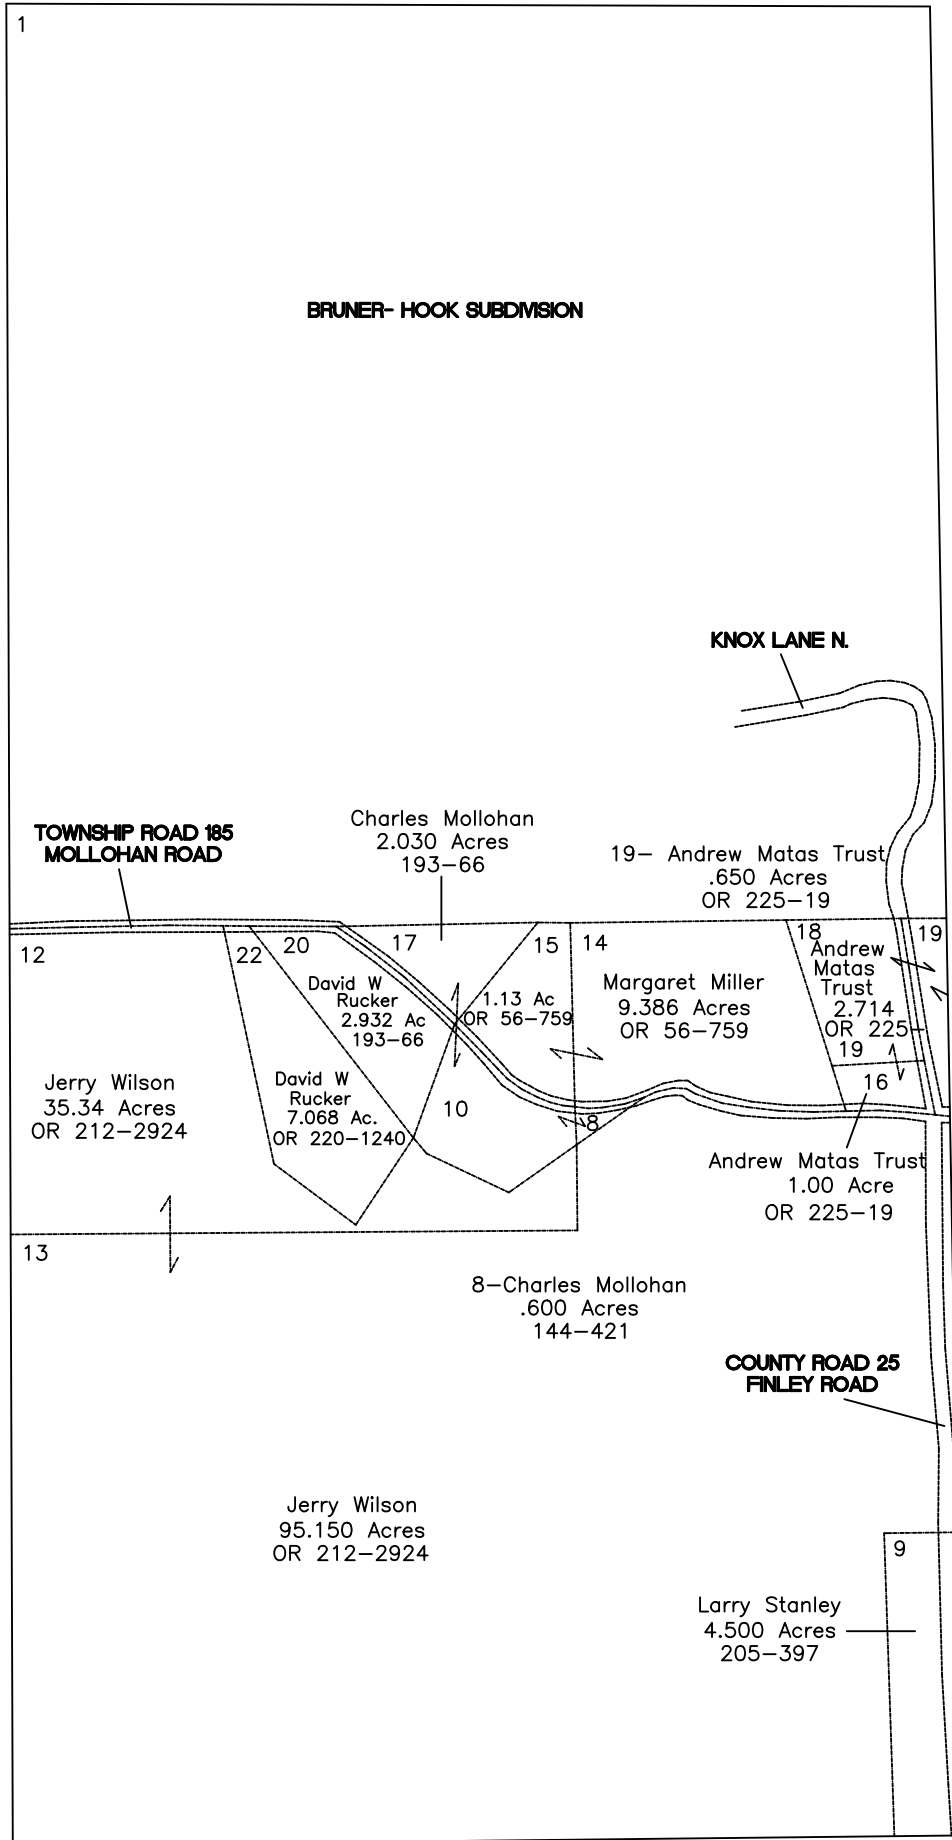 1
BRUNER- HOOK SUBDIVISION
KNOX LANE N.
TOWNSHIP ROAD 185
MOLLOHAN ROAD
Charles Mollohan
2.030 Acres
193-66
19- Andrew Matas Trust
.650 Acres
OR 225-19
12
22
20
17
15
14
18
19
David W
Rucker
2.932 Ac
193-66
1.13 Ac
OR 56-759
Margaret Miller
9.386 Acres
OR 56-759
Andrew
Matas
Trust
2.714
OR 225-
19
Jerry Wilson
35.34 Acres
OR 212-2924
David W
Rucker
7.068 Ac.
OR 220-1240
10
8
16
Andrew Matas Trust
1.00 Acre
OR 225-19
13
8-Charles Mollohan
.600 Acres
144-421
COUNTY ROAD 25
FINLEY ROAD
Jerry Wilson
95.150 Acres
OR 212-2924
9
Larry Stanley
4.500 Acres
205-397